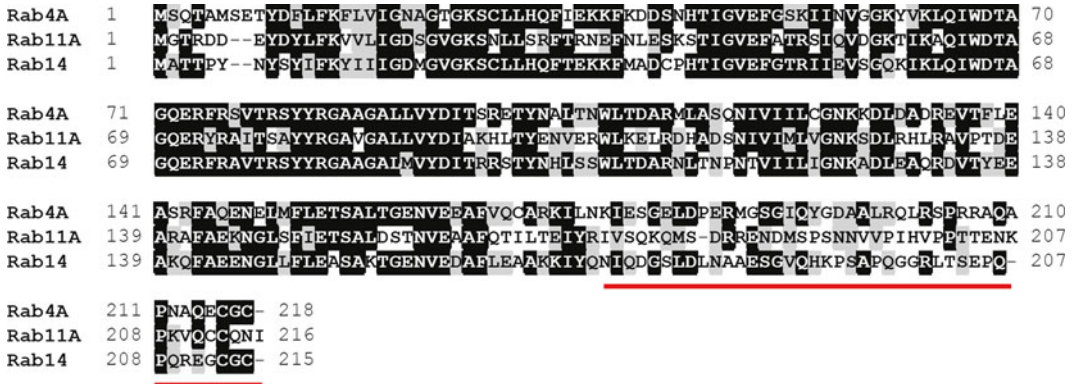 Rab4A 1 MSQTAMSETYDFLFKFLVIGNAGTGKSCLLHQFIEKKFKDDSNHTIGVEFGSKIINVGGKYVKLQIWDTA 70
Rab11A 1 MGTRDD--EYDYLFKVVLIGDSGVGKSNLLSRFTRNEFNLESKSTIGVEFATRSIQVDGKTIKAQIWDTA 68
Rab14 1 MATTPY--NYSYIFKYIIIGDMGVGKSCLLHQFTEKKFMADCPHTIGVEFGTRIIEVSGQKIKLQIWDTA 68
Rab4A 71 GQERFRSVTRSYYRGAAGALLVYDITSRETYNALTNWLTDARMLASQNIVIILCGNKKDLDADREVTFLE 140
Rab11A 69 GQERYRAITSAYYRGAVGALLVYDIAKHLTYENVERWLKELRDHADSNIVIMLVGNKSDLRHLRAVPTDE 138
Rab14 69 GQERFRAVTRSYYRGAAGALMVYDITRRSTYNHLSSWLTDARNLTNPNTVIILIGNKADLEAQRDVTYEE 138
Rab4A 141 ASRFAQENELMFLETSALTGENVEEAFVQCARKILNKIESGELDPERMGSGIQYGDAALRQLRSPRRAQA 210
Rab11A 139 ARAFAEKNGLSFIETSALDSTNVEAAFQTILTEIYRIVSQKQMS-DRRENDMSPSNNVVPIHVPPTTENK 207
Rab14 139 AKQFAEENGLLFLEASAKTGENVEDAFLEAAKKIYQNIQDGSLDLNAAESGVQHKPSAPQGGRLTSEPQ- 207
Rab4A 211 PNAQECGC- 218
Rab11A 208 PKVQCCQNI 216
Rab14 208 PQREGCGC- 215